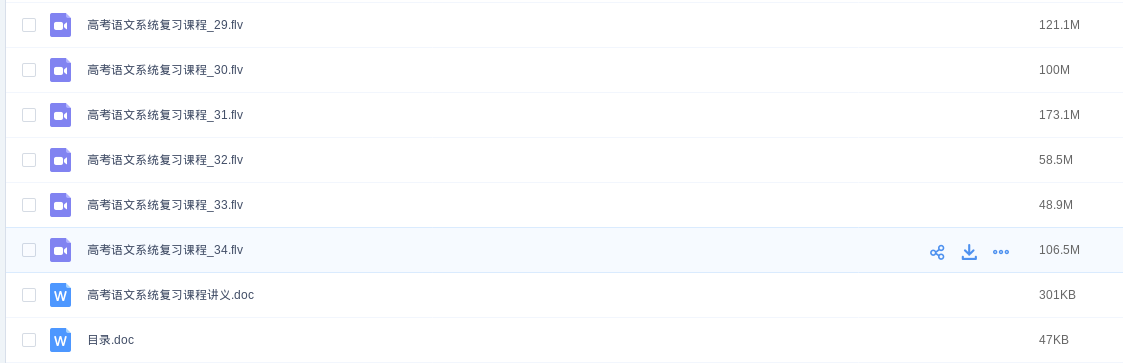 高考语文系统复习课程_29.flv 121.1M
高考语文系统复习课程_30.flv 100M
高考语文系统复习课程_31.flv 173.1M
高考语文系统复习课程_32.flv 58.5M
高考语文系统复习课程_33.flv 48.9M
高考语文系统复习课程_34.flv 106.5M
W 高考语文系统复习课程讲义.doc 301KB
W 目录.doc 47KB